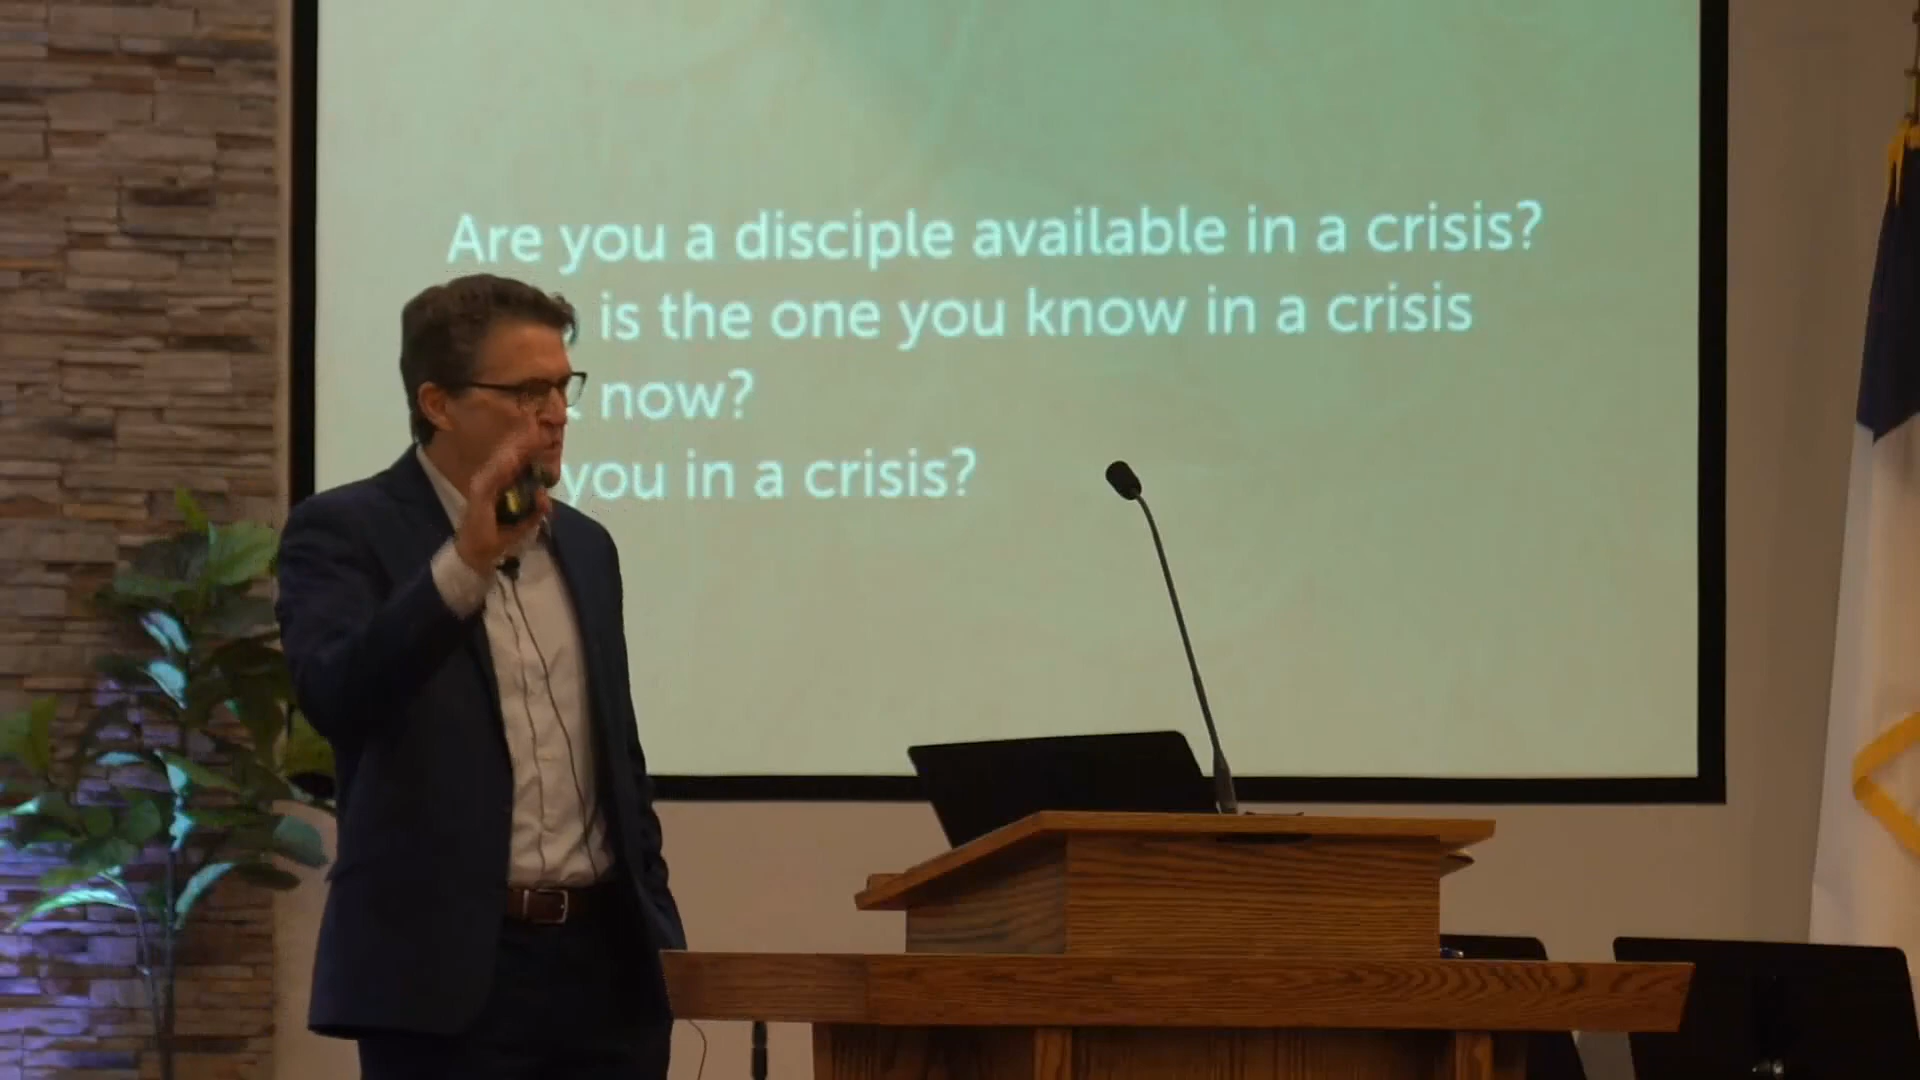 Are you a disciple available in a crisis?
is the one you know in a crisis
now?
you in a crisis?